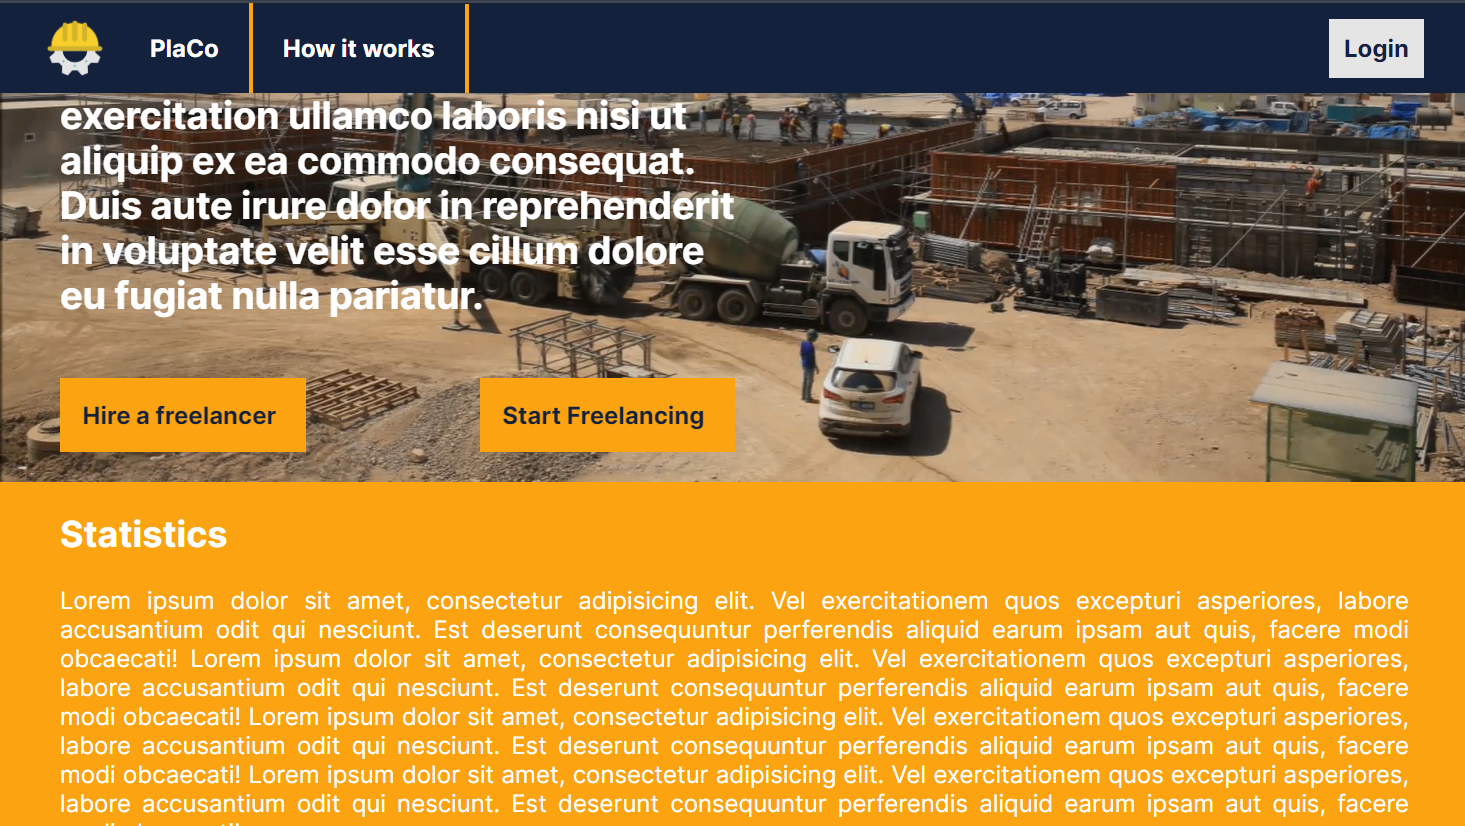 PlaCo
How it works
Login
exercitation ullamco laboris nisi ut
aliquip ex ea commodo consequat.
Duis aute irure dolor in reprehenderit
in voluptate velit esse cillum dolore
eu fugiat nulla pariatur.
Hire a freelancer
Start Freelancing
Statistics
Lorem ipsum dolor sit amet, consectetur adipisicing elit. Vel exercitationem quos excepturi asperiores, labore
accusantium odit qui nesciunt. Est deserunt consequuntur perferendis aliquid earum ipsam aut quis, facere modi
obcaecati! Lorem ipsum dolor sit amet, consectetur adipisicing elit. Vel exercitationem quos excepturi asperiores,
labore accusantium odit qui nesciunt. Est deserunt consequuntur perferendis aliquid earum ipsam aut quis, facere
modi obcaecati! Lorem ipsum dolor sit amet, consectetur adipisicing elit. Vel exercitationem quos excepturi asperiores,
labore accusantium odit qui nesciunt. Est deserunt consequuntur perferendis aliquid earum ipsam aut quis, facere
modi obcaecati! Lorem ipsum dolor sit amet, consectetur adipisicing elit. Vel exercitationem quos excepturi asperiores,
labore accusantium odit qui nesciunt. Est deserunt consequuntur perferendis aliquid earum ipsam aut quis, facere